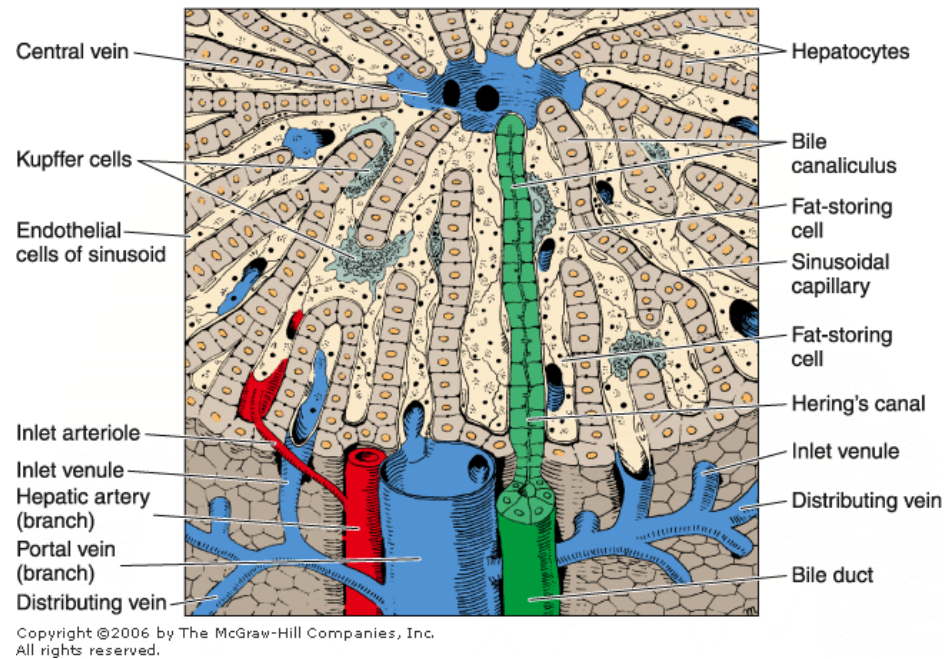 Central vein
Kupffer cells
Endothelial
cells of sinusoid
Inlet arteriole
Inlet venule
Hepatic artery
(branch)
Portal vein
(branch)
Distributing vein
Hepatocytes
Bile
canaliculus
Fat-storing
cell
Sinusoidal
capillary
Fat-storing
cell
Hering's canal
Inlet venule
Distributing vein
Bile duct
Copyright ©2006 by The McGraw-Hill Companies, Inc.
All rights reserved.